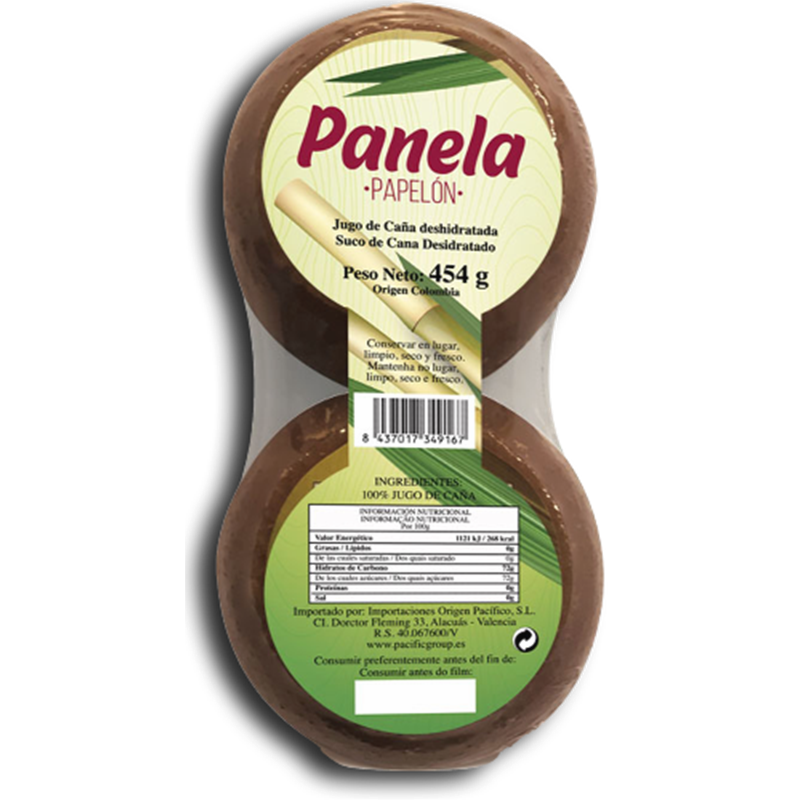 Panela
•PAPELÓN•
Jugo de Caña deshidratada
Suco de Cana Desidratado
Peso Neto: 454 g
Origen Colombia
Conservar en lugar,
limpio, seco y fresco.
Mantenha no lugar,
limpo, seco e fresco.
8 437017 349167
INGREDIENTES:
100% JUGO DE CAÑA
INFORMACIÓN NUTRICIONAL
INFORMAÇÃO NUTRICIONAL
Por 100g
Valor Energético 1121 kJ / 268 kcal
Grasas / Lípidos 0g
De las cuales saturadas / Dos quais saturado 0g
Hidratos de Carbono 72g
De los cuales azúcares / Dos quais açúcares 72g
Proteínas 0g
Sal 0g
Importado por: Importaciones Origen Pacífico, S.L.
C1. Dorctor Fleming 33, Alacuás - Valencia
R.S. 40.067600/V
www.pacificgroup.es
Consumir preferentemente antes del fin de:
Consumir antes do film: